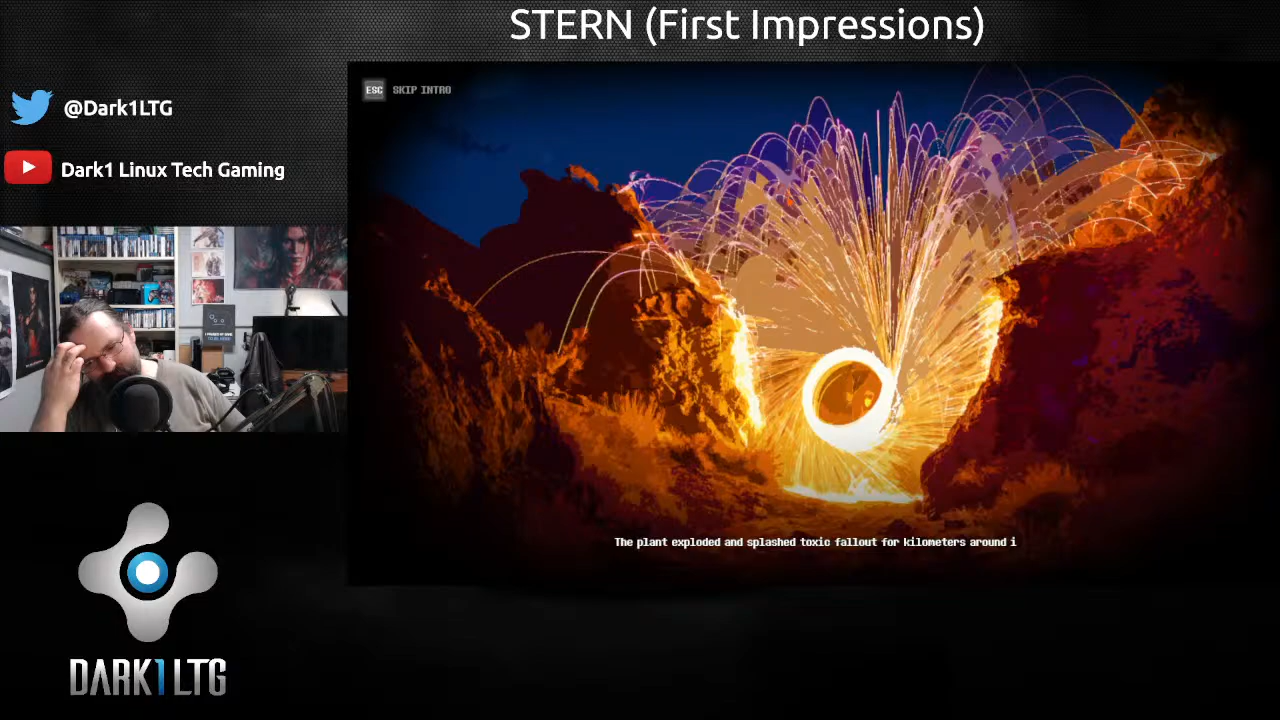 STERN (First Impressions)
@Dark1LTG
Dark1 Linux Tech Gaming
ESC SKIP INTRO
The plant exploded and splashed toxic fallout for kilometers around i
DARK1LTG